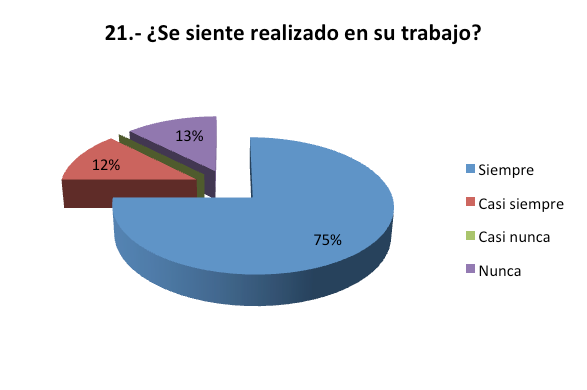 21.- ¿Se siente realizado en su trabajo?
13%
12%
75%
Siempre
Casi siempre
Casi nunca
Nunca